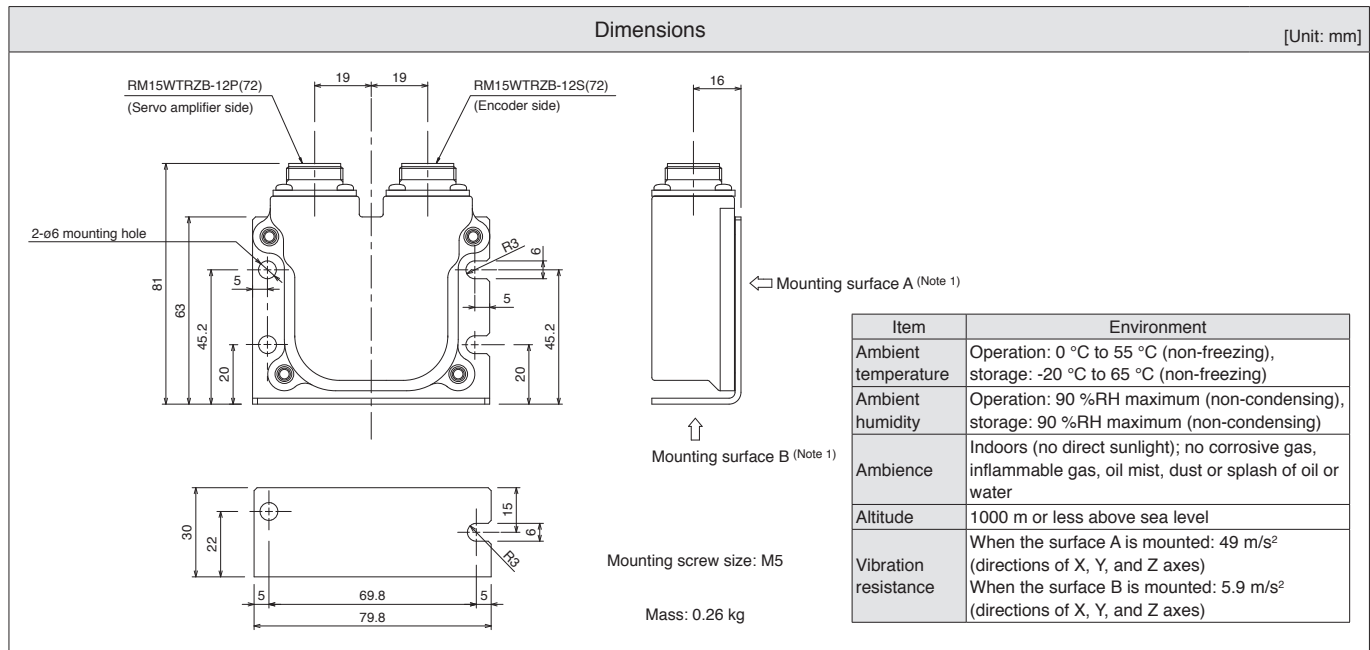 Dimensions
[Unit: mm]
RM15WTRZB-12P(72)
(Servo amplifier side)
19
19
RM15WTRZB-12S(72)
(Encoder side)
16
2-ø6 mounting hole
81
63
45.2
20
5
R3
6
5
45.2
20
Mounting surface A (Note 1)
Mounting surface B (Note 1)
30
22
15
6
R3
5
69.8
5
79.8
Mounting screw size: M5
Mass: 0.26 kg
Item
Environment
Ambient
temperature
Operation: 0 °C to 55 °C (non-freezing),
storage: -20 °C to 65 °C (non-freezing)
Ambient
humidity
Operation: 90 %RH maximum (non-condensing),
storage: 90 %RH maximum (non-condensing)
Ambience
Indoors (no direct sunlight); no corrosive gas,
inflammable gas, oil mist, dust or splash of oil or
water
Altitude
1000 m or less above sea level
Vibration
resistance
When the surface A is mounted: 49 m/s²
(directions of X, Y, and Z axes)
When the surface B is mounted: 5.9 m/s²
(directions of X, Y, and Z axes)